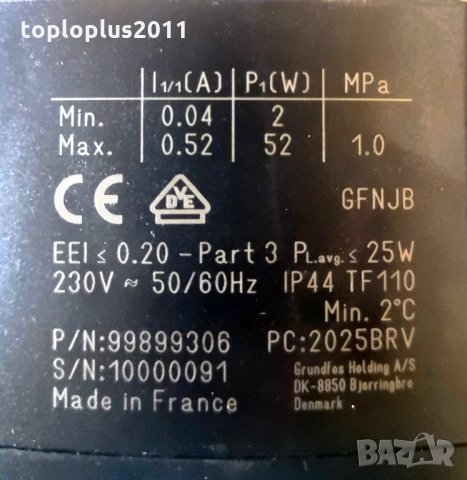 toploplus2011
I1/1(A) P1(W) MPa
Min. 0.04 2
Max. 0.52 52 1.0
CE VDE GFNJB
EEI ≤ 0.20 - Part 3 PL,avg. ≤ 25W
230V ~ 50/60Hz IP44 TF110
Min. 2°C
P/N:99899306 PC:2025BRV
S/N:10000091 Grundfos Holding A/S
DK-8850 Bjerringbro
Made in France Denmark
BAZAR